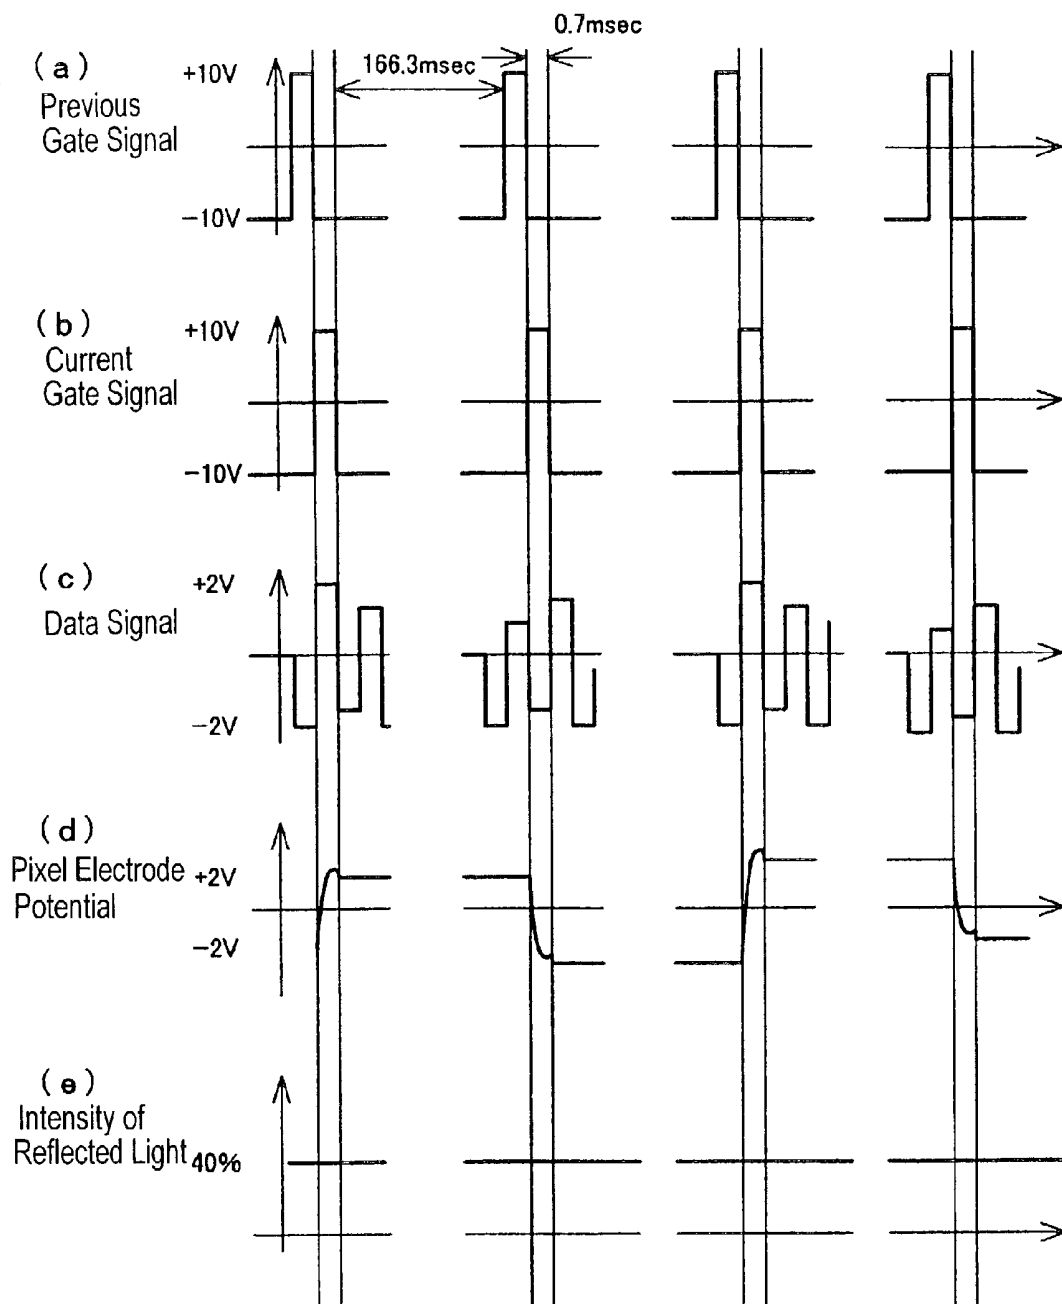 0.7msec
(a)
+10V
166.3msec
Previous
Gate Signal
−10V
(b)
+10V
Current
Gate Signal
−10V
(c)
+2V
Data Signal
−2V
(d)
Pixel Electrode +2V
Potential
−2V
(e)
Intensity of
Reflected Light 40%